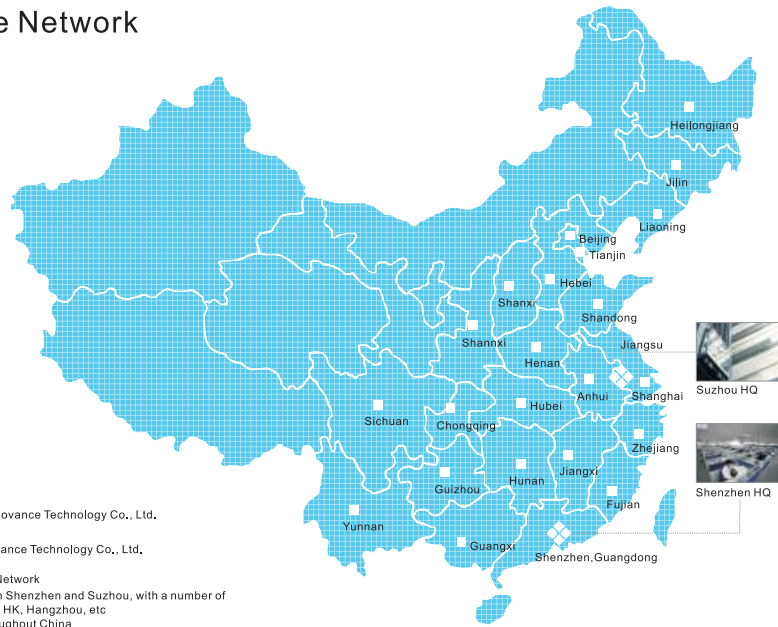 e Network
Heilongjiang
Jilin
Liaoning
Beijing
Tianjin
Hebei
Shanxi
Shandong
Shannxi
Jiangsu
Henan
Anhui
Shanghai
Suzhou HQ
Sichuan
Chongqing
Hubei
Zhejiang
Guizhou
Hunan
Jiangxi
Shenzhen HQ
Fujian
Yunnan
Guangxi
Shenzhen,Guangdong
ovance Technology Co., Ltd.
ance Technology Co., Ltd.
Network
n Shenzhen and Suzhou, with a number of
HK, Hangzhou, etc
ughout China